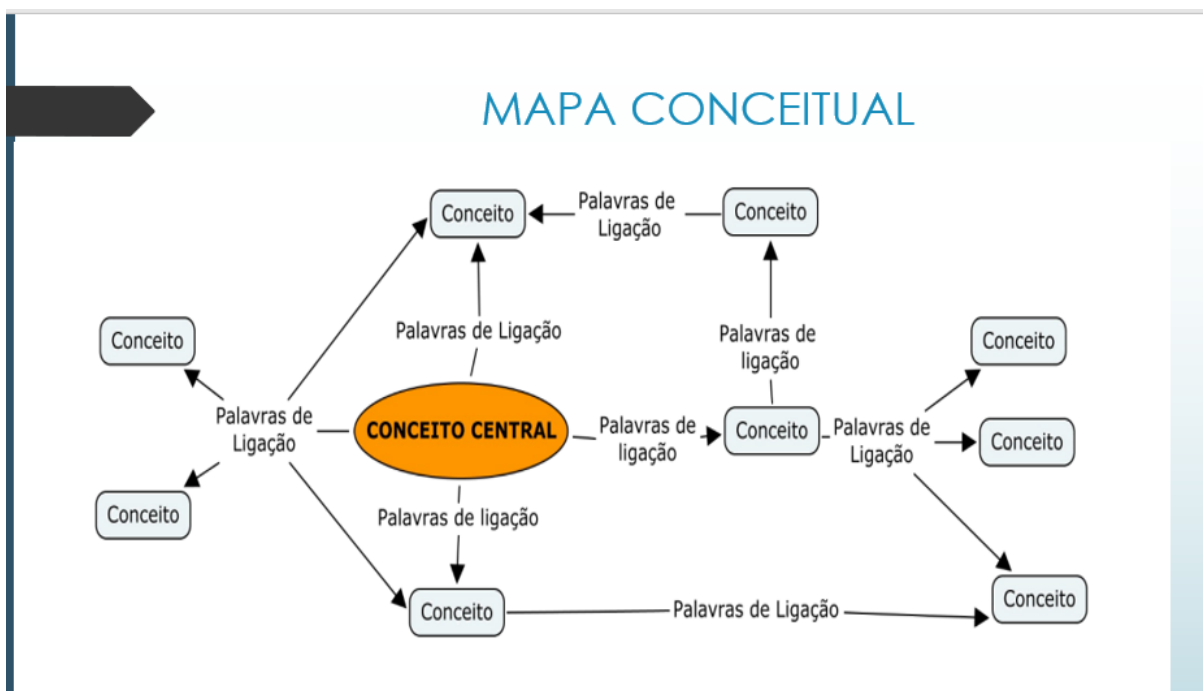 MAPA CONCEITUAL
Conceito
Palavras de
Ligação
Conceito
Conceito
Palavras de Ligação
Palavras de
ligação
Conceito
Palavras de
Ligação
CONCEITO CENTRAL
Palavras de
ligação
Conceito
Palavras de
Ligação
Conceito
Conceito
Palavras de ligação
Conceito
Palavras de Ligação
Conceito